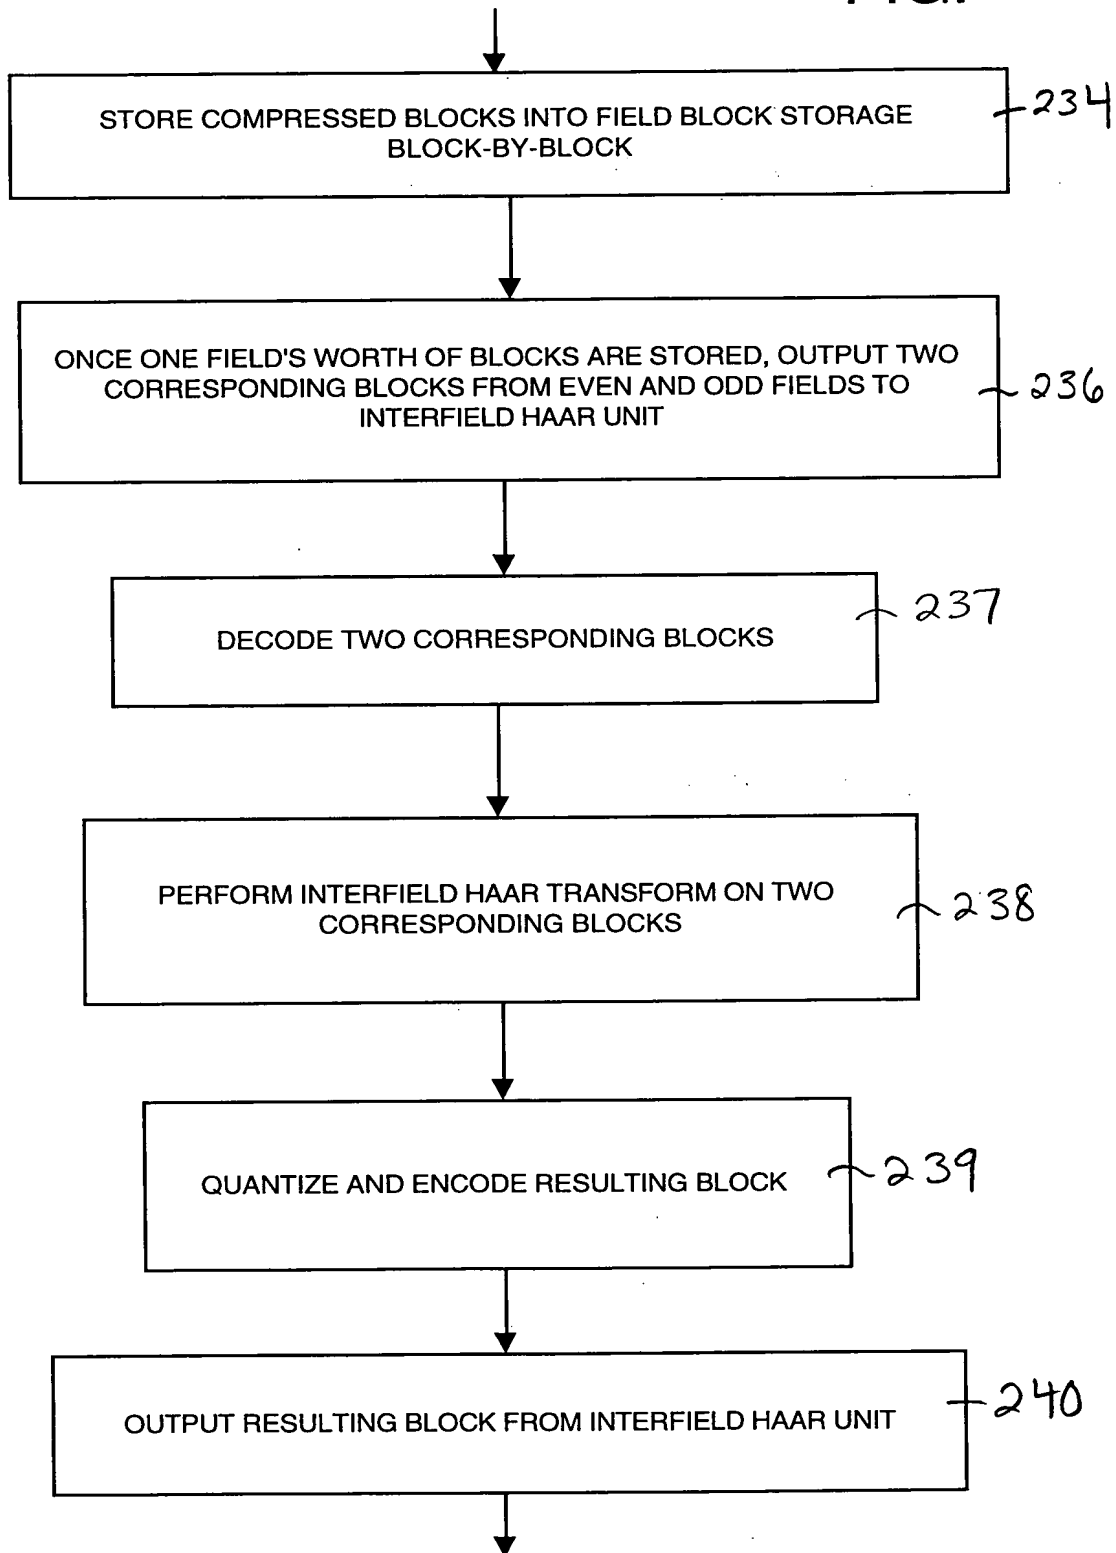 FIG.
STORE COMPRESSED BLOCKS INTO FIELD BLOCK STORAGE
BLOCK-BY-BLOCK
234
ONCE ONE FIELD'S WORTH OF BLOCKS ARE STORED, OUTPUT TWO
CORRESPONDING BLOCKS FROM EVEN AND ODD FIELDS TO
INTERFIELD HAAR UNIT
236
DECODE TWO CORRESPONDING BLOCKS
237
PERFORM INTERFIELD HAAR TRANSFORM ON TWO
CORRESPONDING BLOCKS
238
QUANTIZE AND ENCODE RESULTING BLOCK
239
OUTPUT RESULTING BLOCK FROM INTERFIELD HAAR UNIT
240